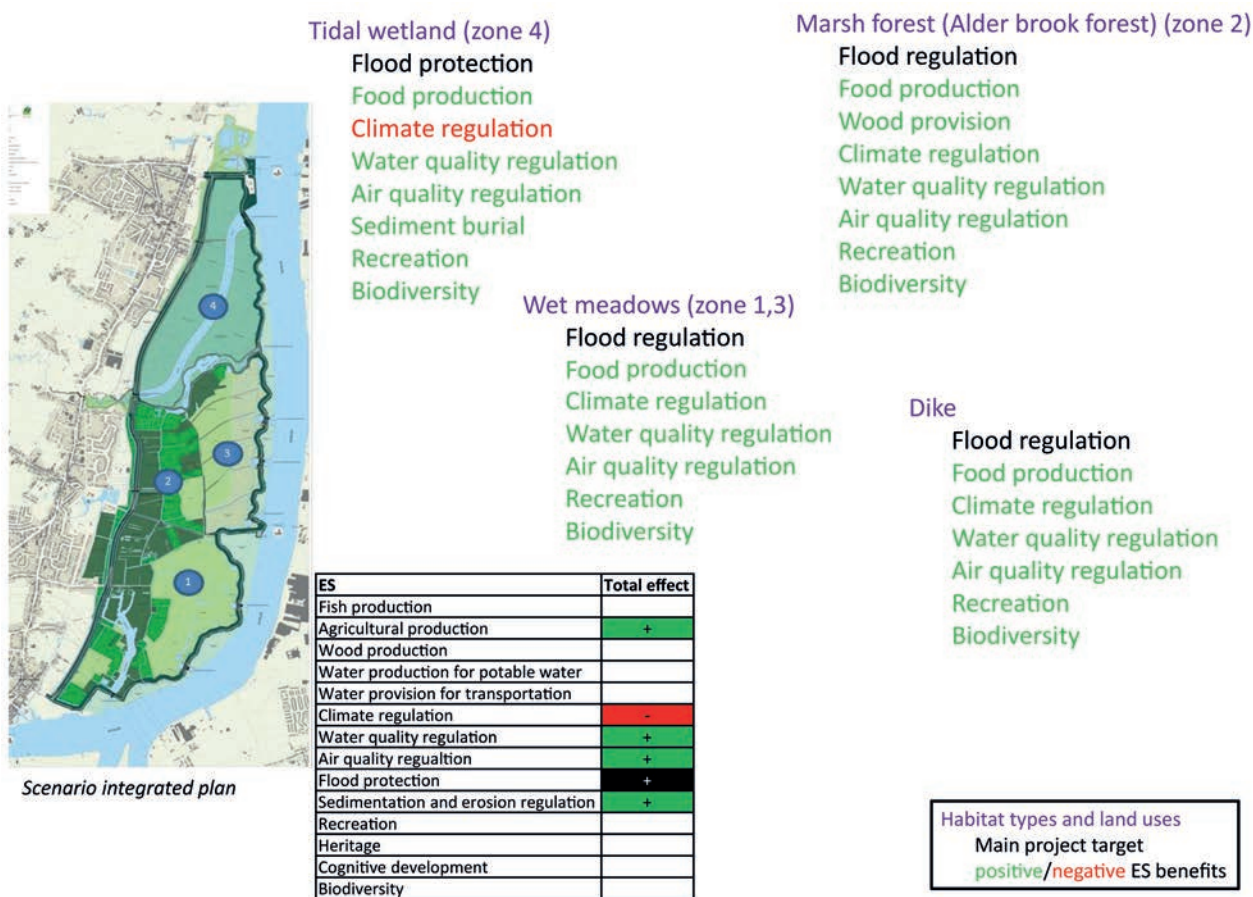 Tidal wetland (zone 4)
Flood protection
Food production
Climate regulation
Water quality regulation
Air quality regulation
Sediment burial
Recreation
Biodiversity
Marsh forest (Alder brook forest) (zone 2)
Flood regulation
Food production
Wood provision
Climate regulation
Water quality regulation
Air quality regulation
Recreation
Biodiversity
Wet meadows (zone 1,3)
Flood regulation
Food production
Climate regulation
Water quality regulation
Air quality regulation
Recreation
Biodiversity
Dike
Flood regulation
Food production
Climate regulation
Water quality regulation
Air quality regulation
Recreation
Biodiversity
4
3
2
1
Scenario integrated plan
ES Total effect
Fish production
Agricultural production +
Wood production
Water production for potable water
Water provision for transportation
Climate regulation -
Water quality regulation +
Air quality regualtion +
Flood protection +
Sedimentation and erosion regulation +
Recreation
Heritage
Cognitive development
Biodiversity
Habitat types and land uses
Main project target
positive/negative ES benefits